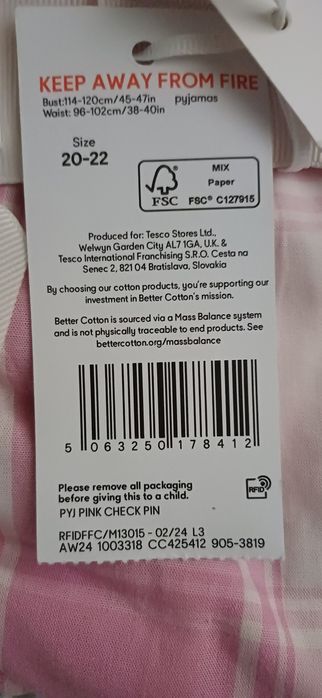 KEEP AWAY FROM FIRE
Bust:114-120cm/45-47in pyjamas
Waist: 96-102cm/38-40in
Size
20-22
MIX
Paper
FSC FSC® C127915
Produced for: Tesco Stores Ltd.,
Welwyn Garden City AL7 1GA, U.K. &
Tesco International Franchising S.R.O. Cesta na
Senec 2, 821 04 Bratislava, Slovakia
By choosing our cotton products, you're supporting our
investment in Better Cotton's mission.
Better Cotton is sourced via a Mass Balance system
and is not physically traceable to end products. See
bettercotton.org/massbalance
5 063250 178412
Please remove all packaging
before giving this to a child.
RFID
PYJ PINK CHECK PIN
RFIDFFC/M13015 - 02/24 L3
AW24 1003318 CC425412 905-3819